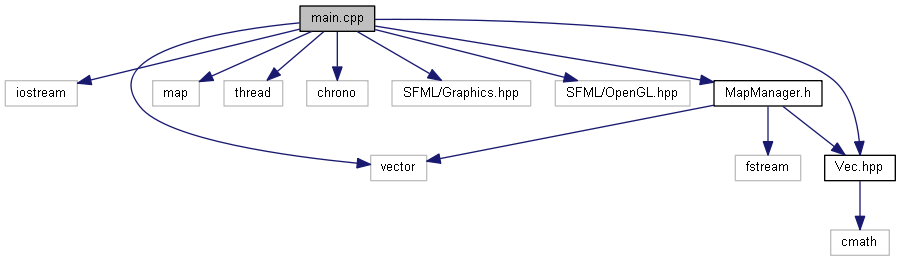 main.cpp
iostream
map
thread
chrono
SFML/Graphics.hpp
SFML/OpenGL.hpp
MapManager.h
vector
fstream
Vec.hpp
cmath